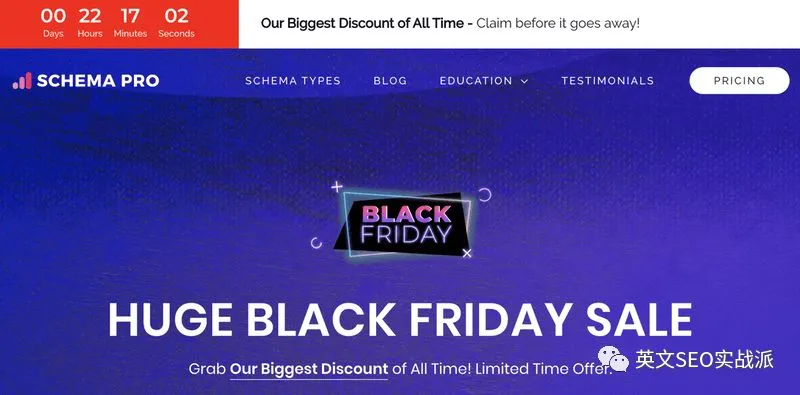 00 22 17 02
Days Hours Minutes Seconds
Our Biggest Discount of All Time - Claim before it goes away!
SCHEMA PRO
SCHEMA TYPES BLOG EDUCATION TESTIMONIALS PRICING
BLACK
FRIDAY
HUGE BLACK FRIDAY SALE
Grab Our Biggest Discount of All Time! Limited Time Offer.
英文SEO实战派